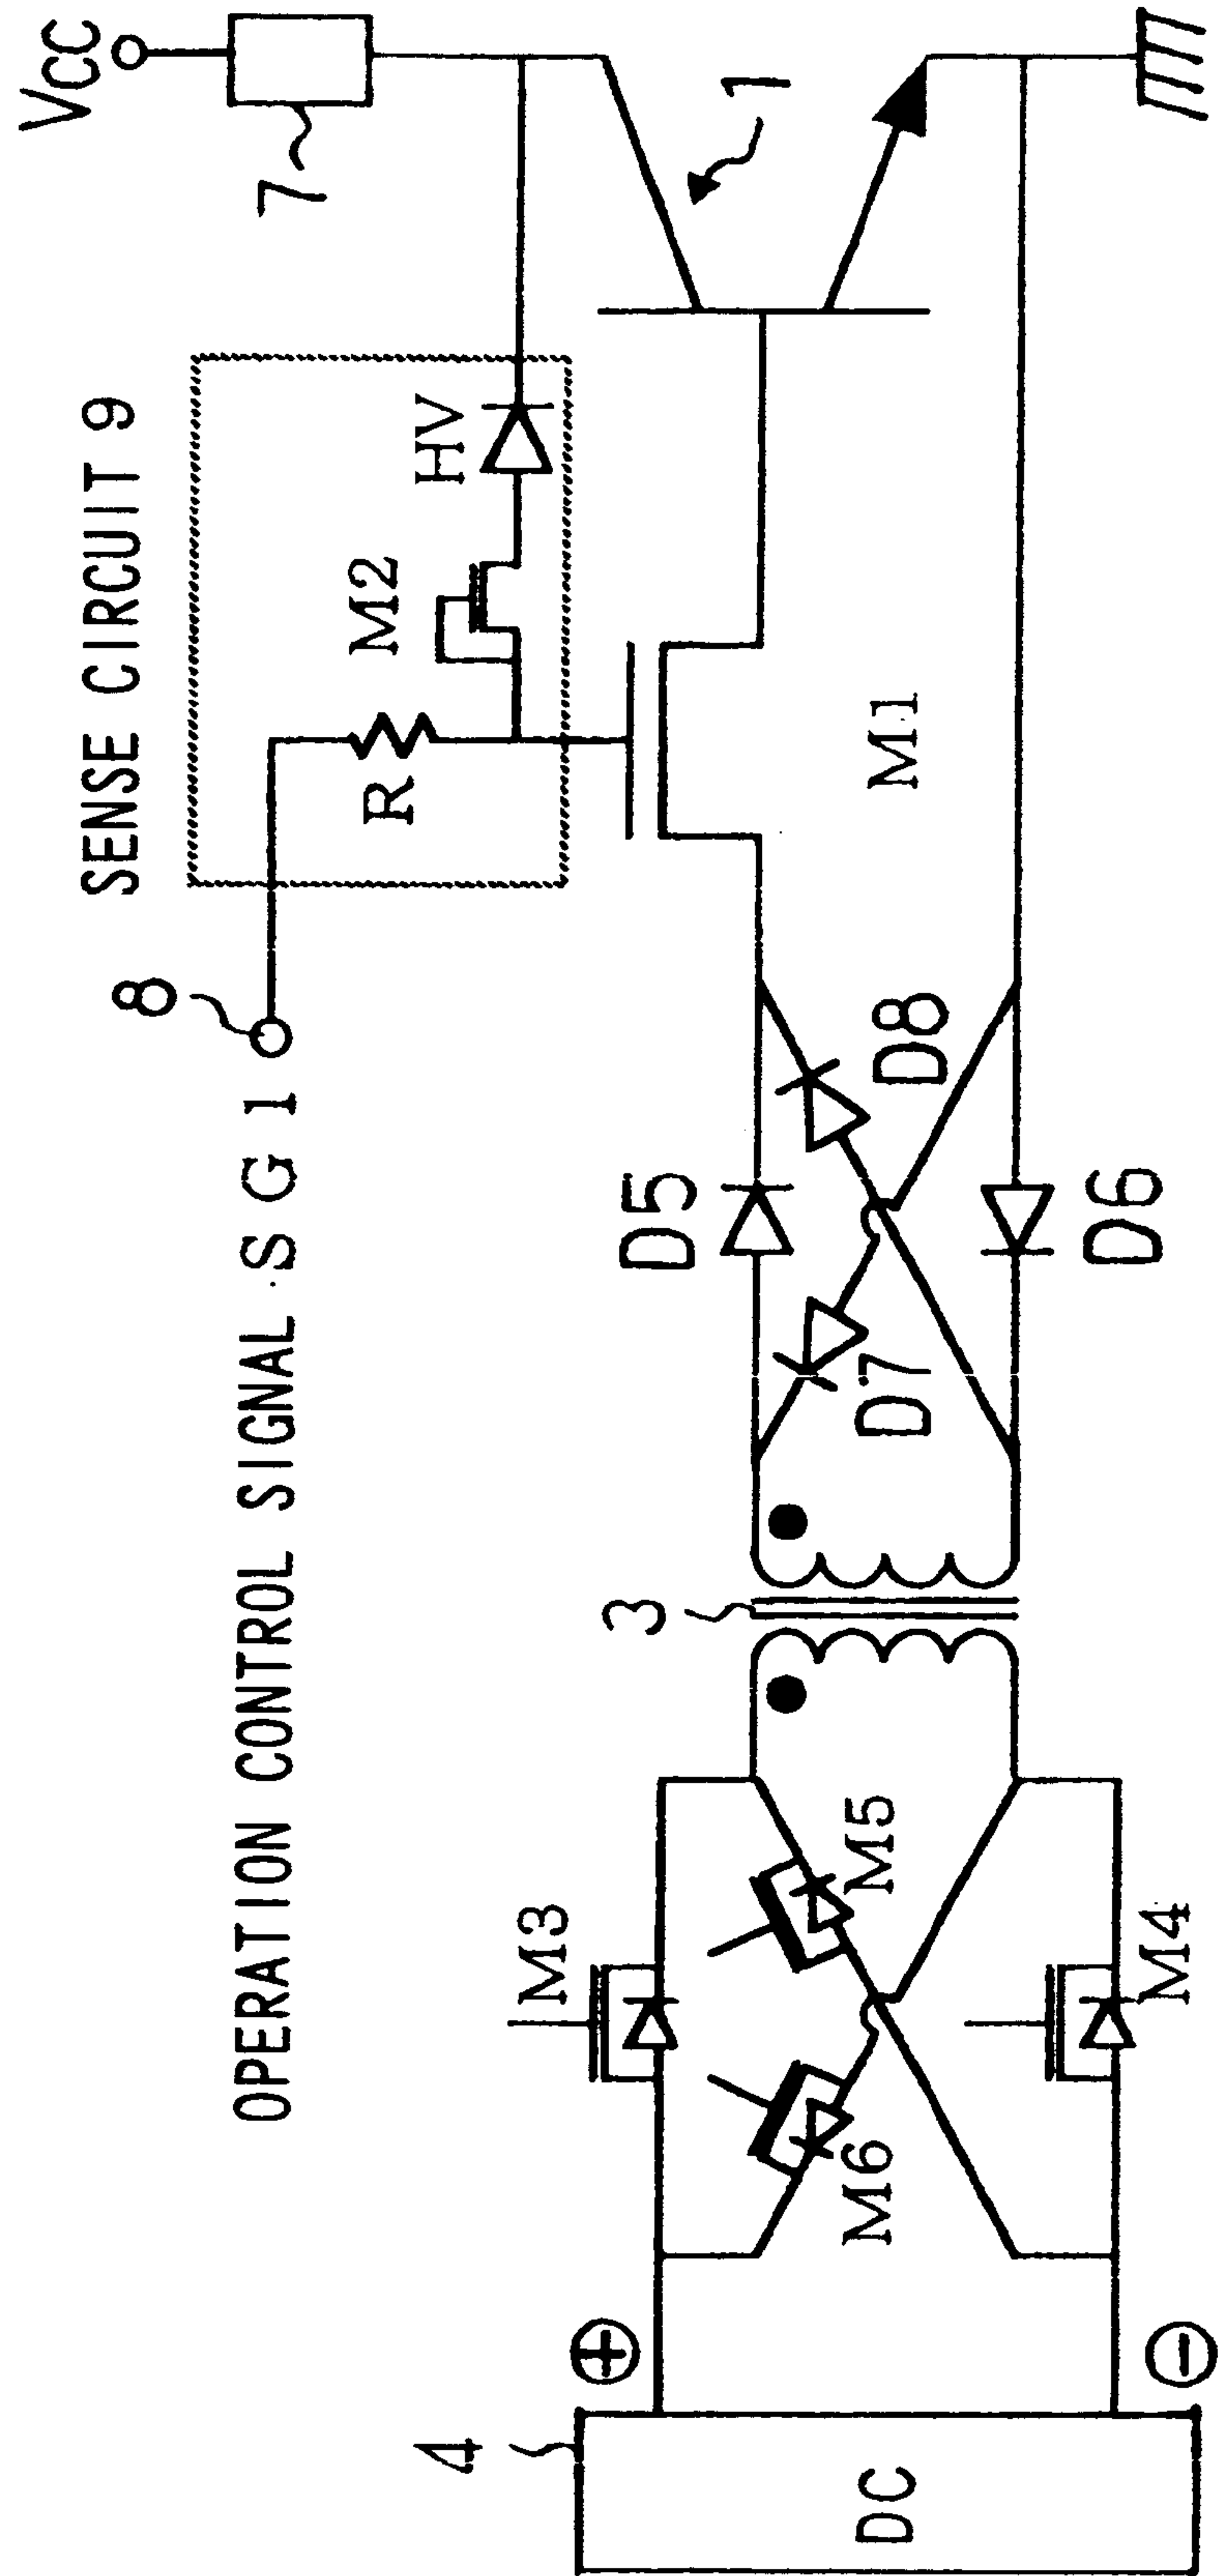 SENSE CIRCUIT 9
VCC
7
HV
M2
R
8
OPERATION CONTROL SIGNAL SG1
1
M1
D5
D8
D7
D6
3
M3
M5
M6
M4
4
DC
+
−